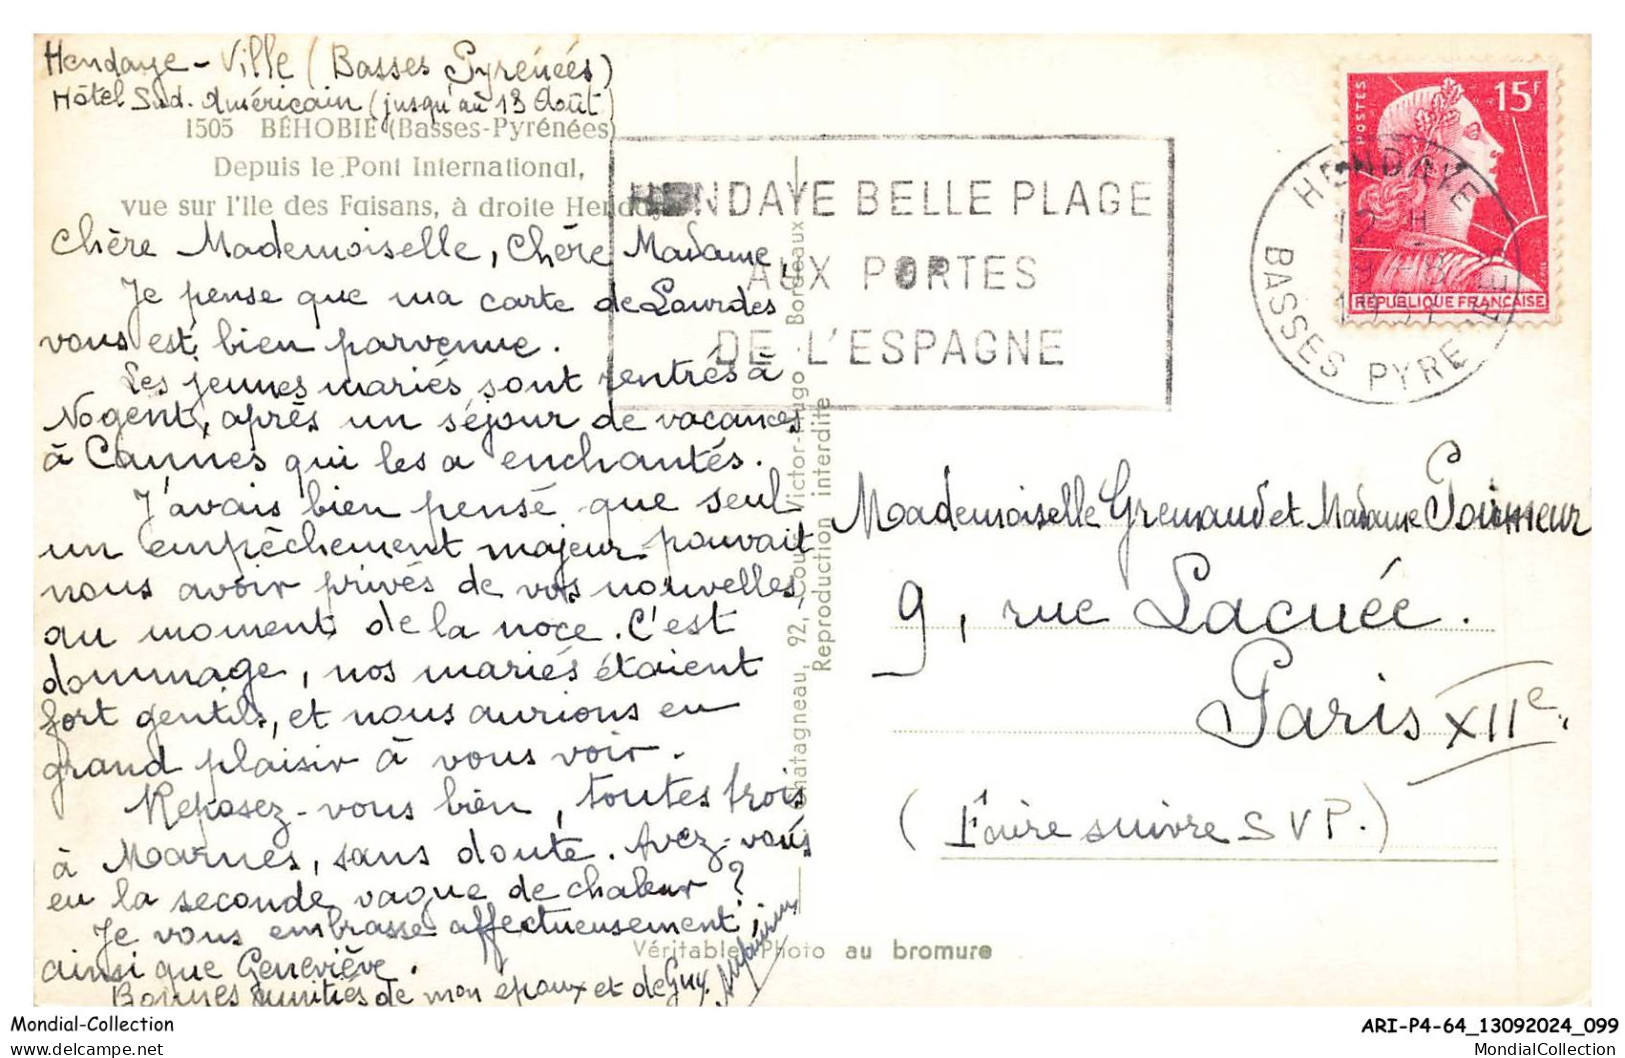 Hendaye-Ville (Basses Pyrénées)
Hôtel Sud. Américain (jusqu'au 13 Août)
1505 BÉHOBIE (Basses-Pyrénées)
Depuis le Pont International,
vue sur l'Ile des Faisans, à droite Hendaye
Chère Mademoiselle, Chère Madame,
Je pense que ma carte de Lourdes
vous est bien parvenue.
Les jeunes mariés sont rentrés à
Nogent, après un séjour de vacances
à Cannes qui les a enchantés.
J'avais bien pensé que seul
un empêchement majeur pouvait
nous avoir privés de vos nouvelles
au moment de la noce. C'est
dommage, nos mariés étaient
fort gentils, et nous aurions eu
grand plaisir à vous voir.
Reposez-vous bien, toutes trois
à Marnes, sans doute. Avez-vous
eu la seconde vague de chaleur ?
Je vous embrasse affectueusement,
ainsi que Geneviève.
Bonnes amitiés de mon époux et de Guy.
HENDAYE BELLE PLAGE
AUX PORTES
DE L'ESPAGNE
Châtagneau, 92, Cours Victor-Hugo Bordeaux
Reproduction interdite
Véritable Photo au bromure
POSTES
15F
REPUBLIQUE FRANÇAISE
HENDAYE
12 H
BASSES PYRE
Mademoiselle Gremaud et Madame
9, rue Lacuée.
Paris XIIe.
(Faire suivre S V P.)
Mondial-Collection
mondial-collection.delcampe.net
ARI-P4-64_13092024_099
MondialCollection